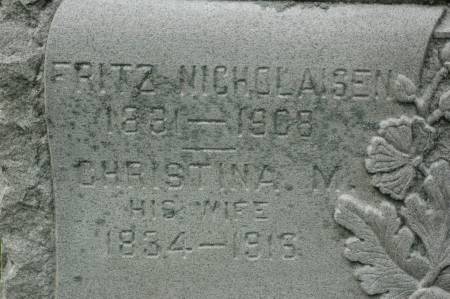 FRITZ NICHOLAISEN
1831—1908
CHRISTINA M.
HIS WIFE
1834—1913